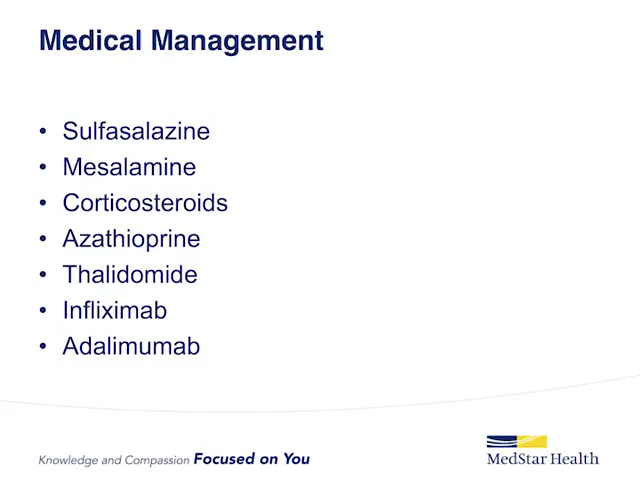 Medical Management
• Sulfasalazine
• Mesalamine
• Corticosteroids
• Azathioprine
• Thalidomide
• Infliximab
• Adalimumab
Knowledge and Compassion Focused on You
MedStar Health